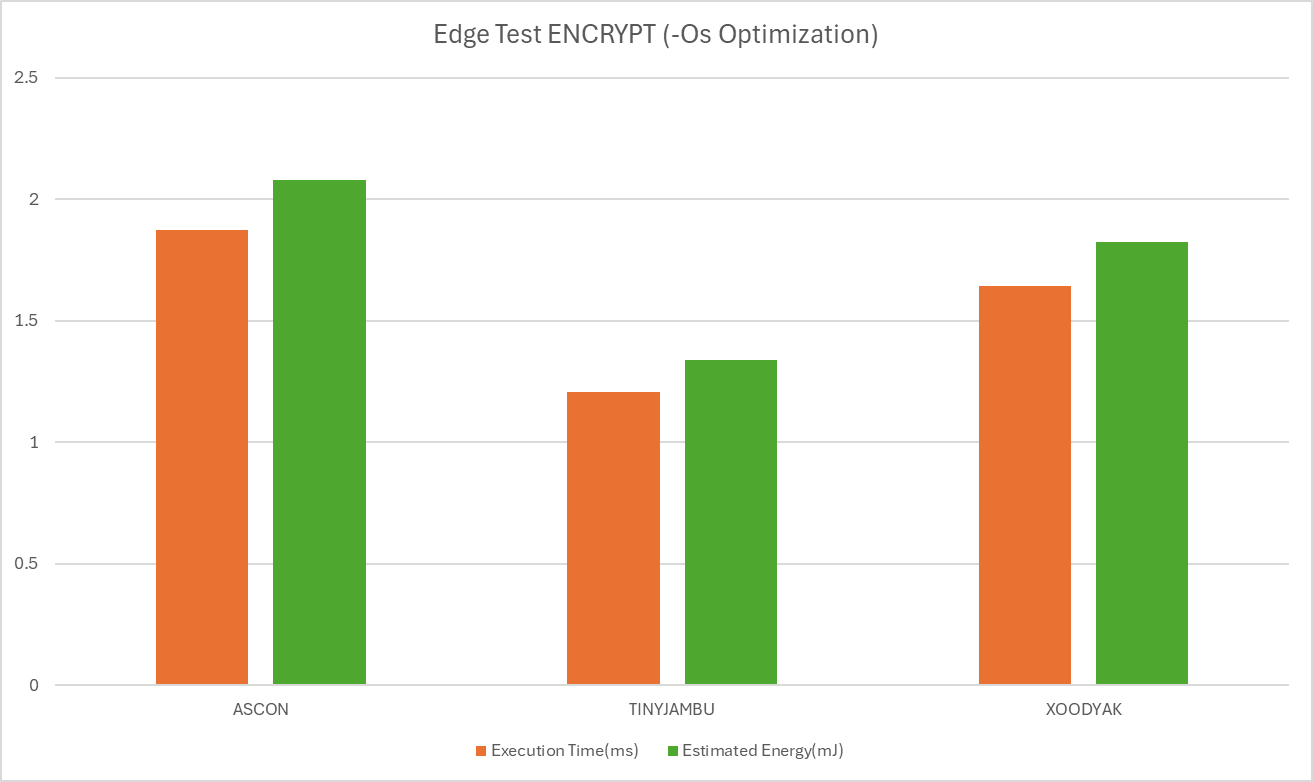 Edge Test ENCRYPT (-Os Optimization)
2.5
2
1.5
1
0.5
0
ASCON TINYJAMBU XOODYAK
Execution Time(ms) Estimated Energy(mJ)